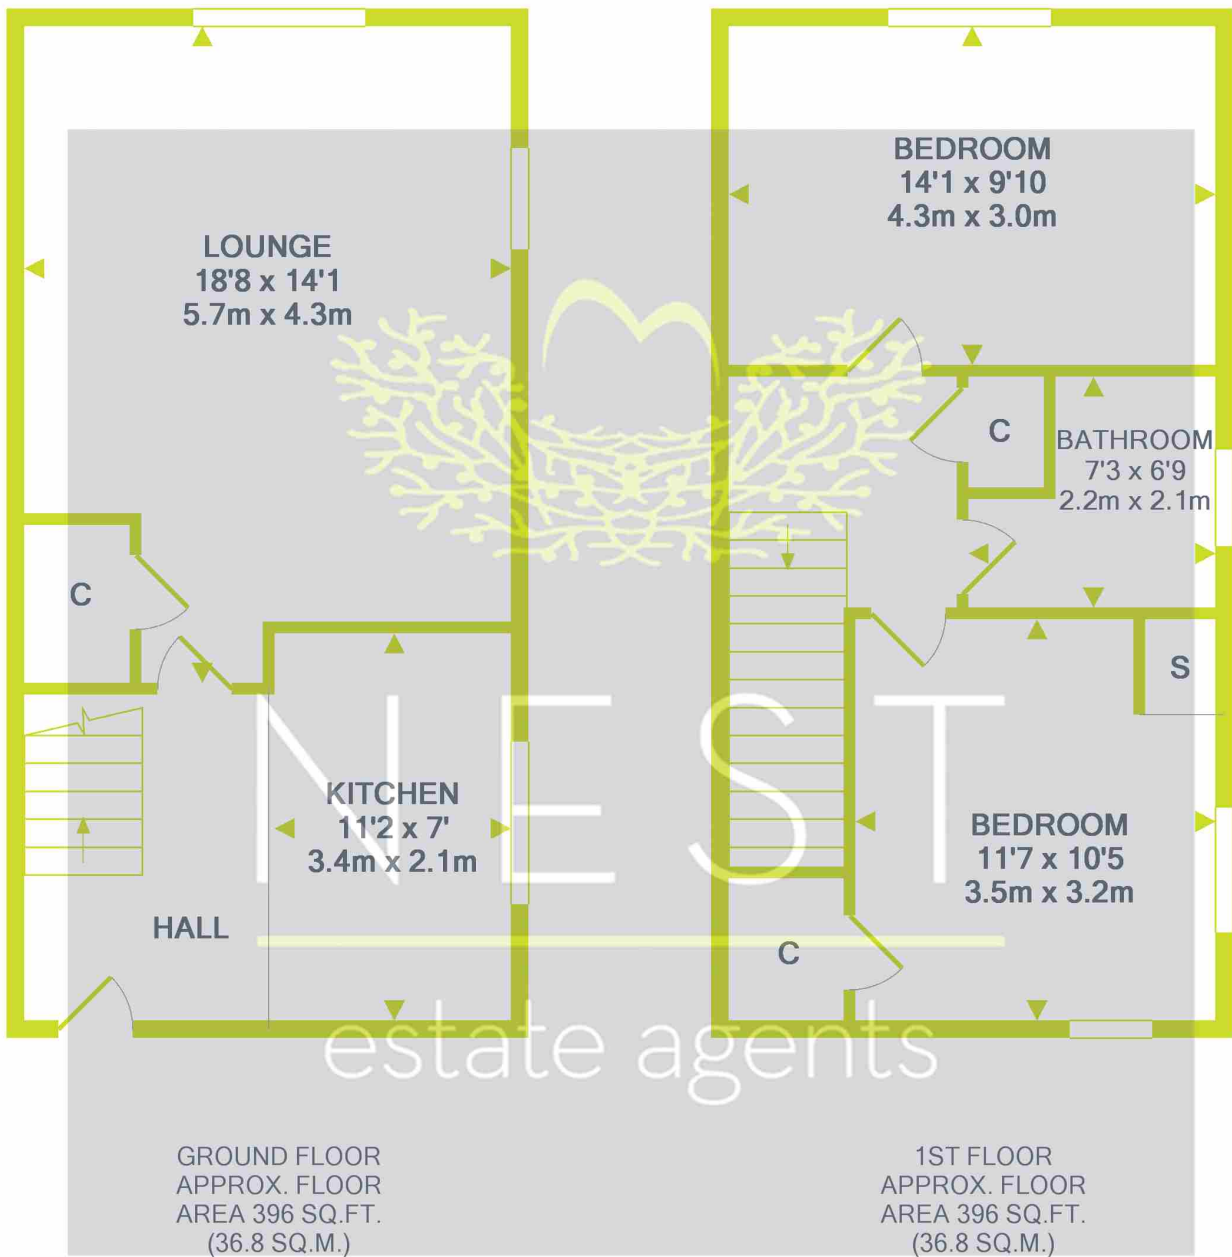 LOUNGE
18'8 x 14'1
5.7m x 4.3m
C
KITCHEN
11'2 x 7'
3.4m x 2.1m
HALL
BEDROOM
14'1 x 9'10
4.3m x 3.0m
C
BATHROOM
7'3 x 6'9
2.2m x 2.1m
S
BEDROOM
11'7 x 10'5
3.5m x 3.2m
C
NEST
estate agents
GROUND FLOOR
APPROX. FLOOR
AREA 396 SQ.FT.
(36.8 SQ.M.)
1ST FLOOR
APPROX. FLOOR
AREA 396 SQ.FT.
(36.8 SQ.M.)